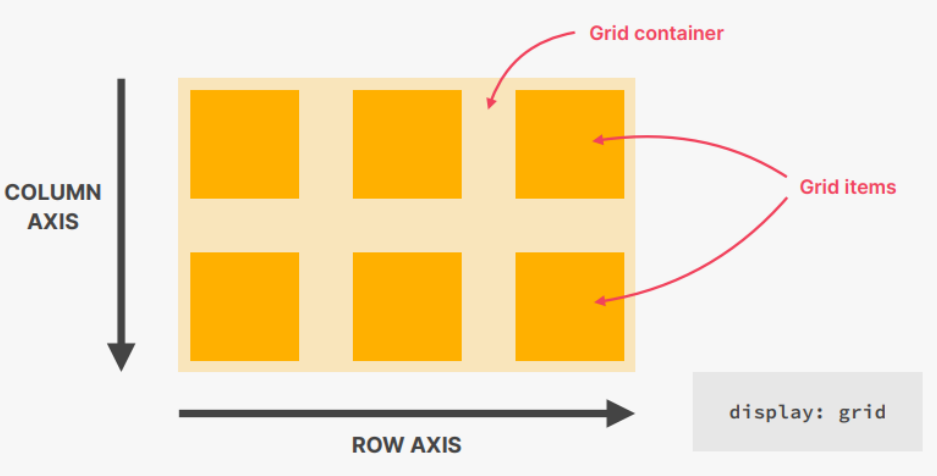 Grid container
COLUMN
AXIS
Grid items
display: grid
ROW AXIS